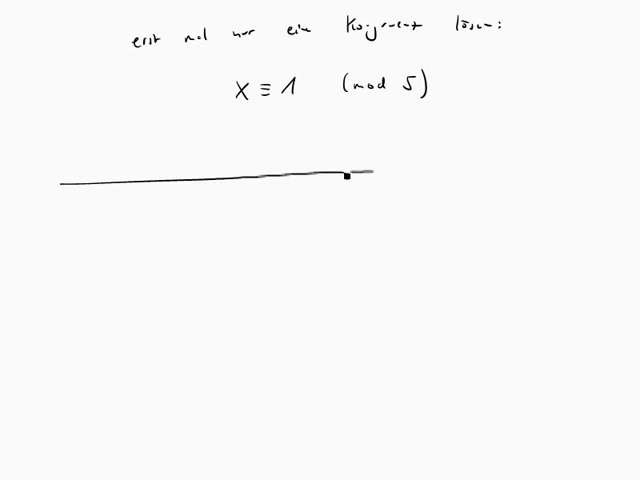 erst mal nur eine Kongruenz lösen:
X ≡ 1 (mod 5)